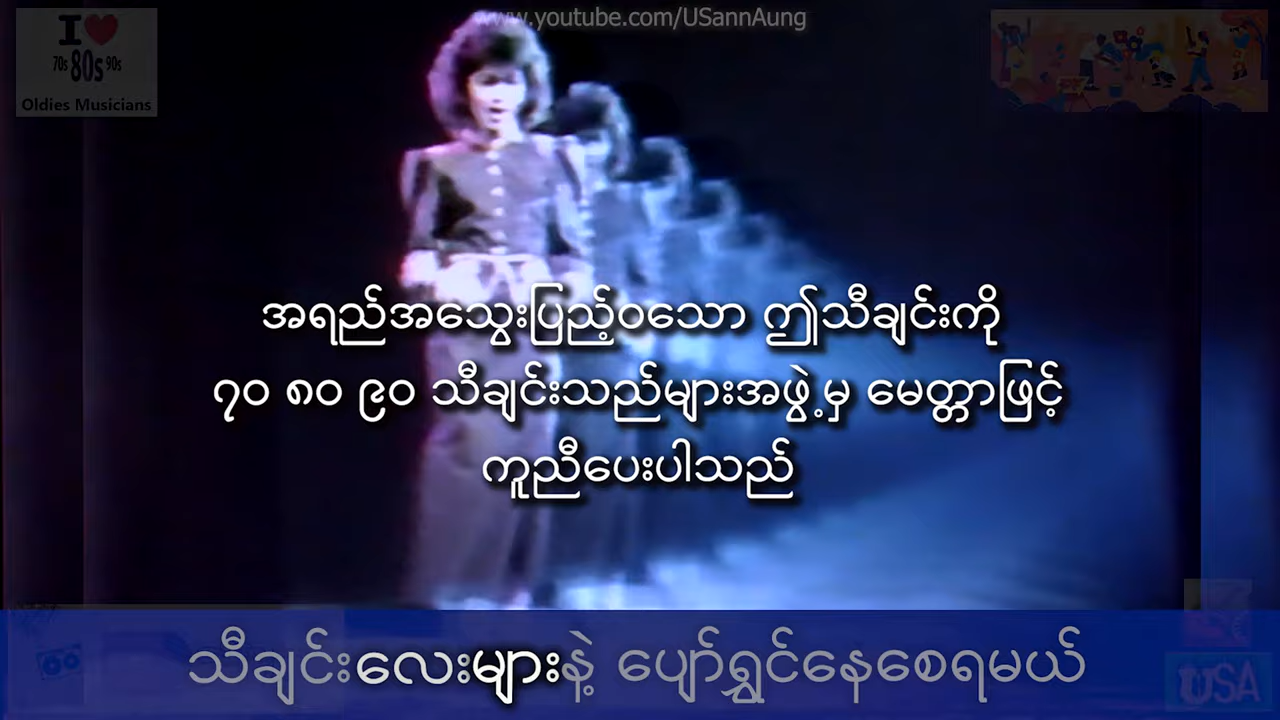 www.youtube.com/USannAung
I
70s 80s 90s
Oldies Musicians
အရည်အသွေးပြည့်ဝသော ဤသီချင်းကို
၇၀ ၈၀ ၉၀ သီချင်းသည်များအဖွဲ့မှ မေတ္တာဖြင့်
ကူညီပေးပါသည်
သီချင်းလေးများနဲ့ ပျော်ရွှင်နေစေရမယ်
USA